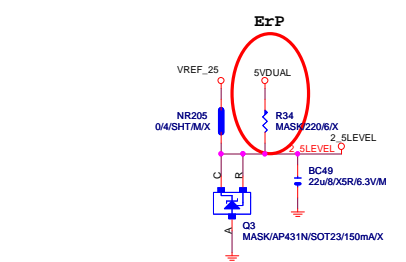 ErP
VREF_25
5VDUAL
NR205
0/4/SHT/M/X
R34
MASK/220/6/X
2_5LEVEL
2_5LEVEL
BC49
22u/8/X5R/6.3V/M
C
R
A
Q3
MASK/AP431N/SOT23/150mA/X